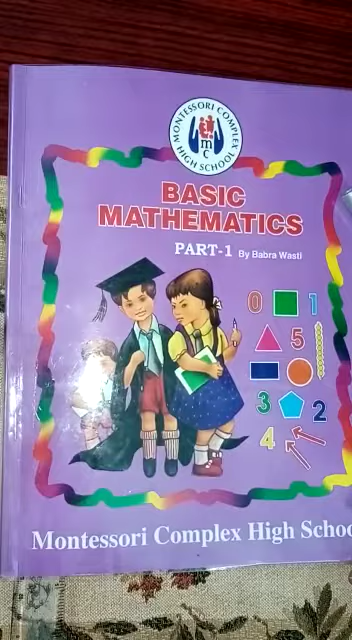 MONTESSORI COMPLEX
HIGH SCHOOL
m
c
BASIC
MATHEMATICS
PART-1 By Babra Wasti
0 1
5
3 2
4
Montessori Complex High Schoo